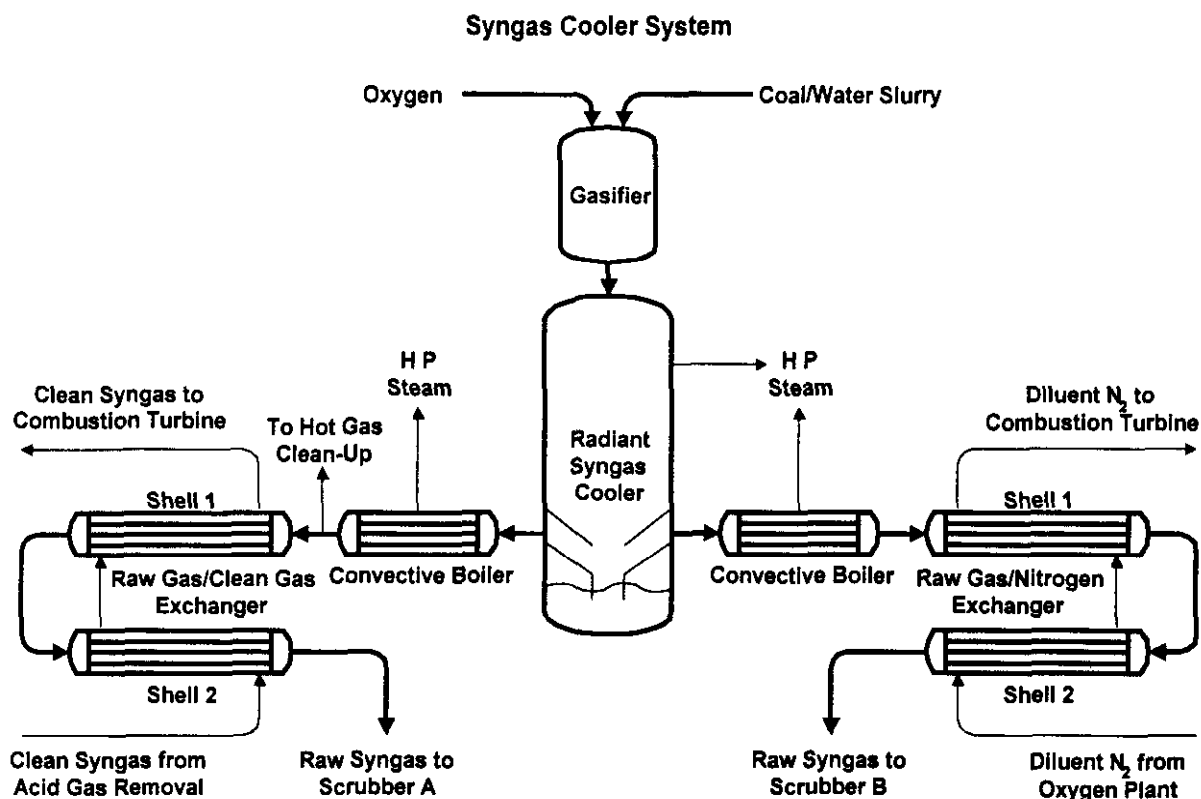 Syngas Cooler System
Oxygen
Coal/Water Slurry
Gasifier
H P
Steam
H P
Steam
Clean Syngas to
Combustion Turbine
To Hot Gas
Clean-Up
Radiant
Syngas
Cooler
Diluent N2 to
Combustion Turbine
Shell 1
Shell 1
Raw Gas/Clean Gas
Exchanger
Convective Boiler
Convective Boiler
Raw Gas/Nitrogen
Exchanger
Shell 2
Shell 2
Clean Syngas from
Acid Gas Removal
Raw Syngas to
Scrubber A
Raw Syngas to
Scrubber B
Diluent N2 from
Oxygen Plant